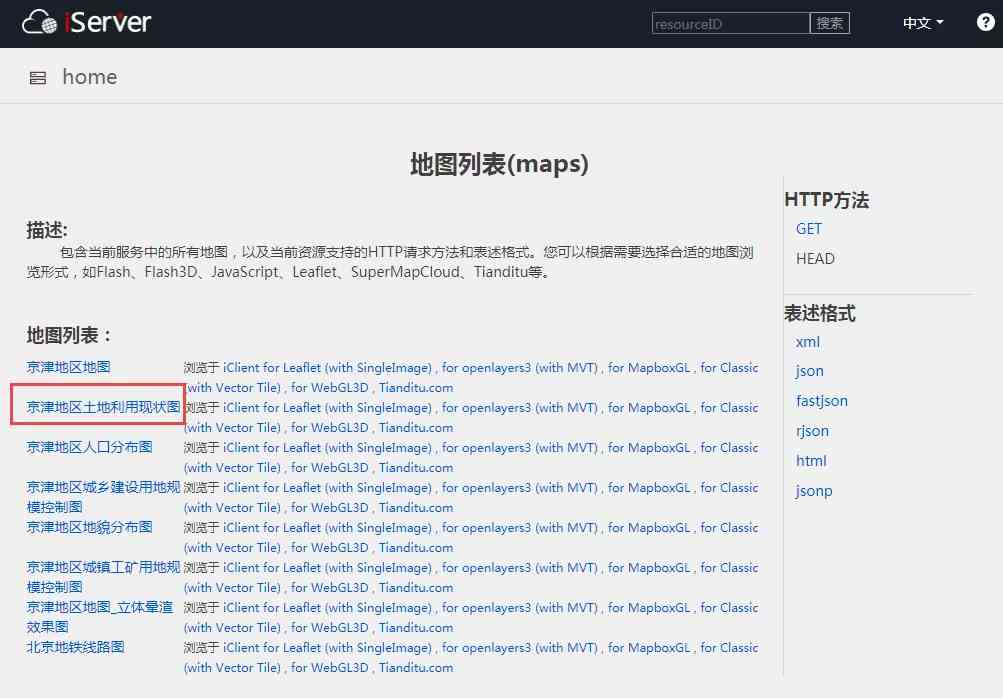 iServer
resourceID 搜索 中文 ?
home
地图列表(maps)
描述:
包含当前服务中的所有地图，以及当前资源支持的HTTP请求方法和表述格式。您可以根据需要选择合适的地图浏
览形式，如Flash、Flash3D、JavaScript、Leaflet、SuperMapCloud、Tianditu等。
地图列表：
京津地区地图 浏览于 iClient for Leaflet (with SingleImage) , for openlayers3 (with MVT) , for MapboxGL , for Classic
(with Vector Tile) , for WebGL3D , Tianditu.com
京津地区土地利用现状图 浏览于 iClient for Leaflet (with SingleImage) , for openlayers3 (with MVT) , for MapboxGL , for Classic
(with Vector Tile) , for WebGL3D , Tianditu.com
京津地区人口分布图 浏览于 iClient for Leaflet (with SingleImage) , for openlayers3 (with MVT) , for MapboxGL , for Classic
(with Vector Tile) , for WebGL3D , Tianditu.com
京津地区城乡建设用地规 浏览于 iClient for Leaflet (with SingleImage) , for openlayers3 (with MVT) , for MapboxGL , for Classic
模控制图 (with Vector Tile) , for WebGL3D , Tianditu.com
京津地区地貌分布图 浏览于 iClient for Leaflet (with SingleImage) , for openlayers3 (with MVT) , for MapboxGL , for Classic
(with Vector Tile) , for WebGL3D , Tianditu.com
京津地区城镇工矿用地规 浏览于 iClient for Leaflet (with SingleImage) , for openlayers3 (with MVT) , for MapboxGL , for Classic
模控制图 (with Vector Tile) , for WebGL3D , Tianditu.com
京津地区地图_立体晕渲 浏览于 iClient for Leaflet (with SingleImage) , for openlayers3 (with MVT) , for MapboxGL , for Classic
效果图 (with Vector Tile) , for WebGL3D , Tianditu.com
北京地铁线路图 浏览于 iClient for Leaflet (with SingleImage) , for openlayers3 (with MVT) , for MapboxGL , for Classic
(with Vector Tile) , for WebGL3D , Tianditu.com
HTTP方法
GET
HEAD
表述格式
xml
json
fastjson
rjson
html
jsonp